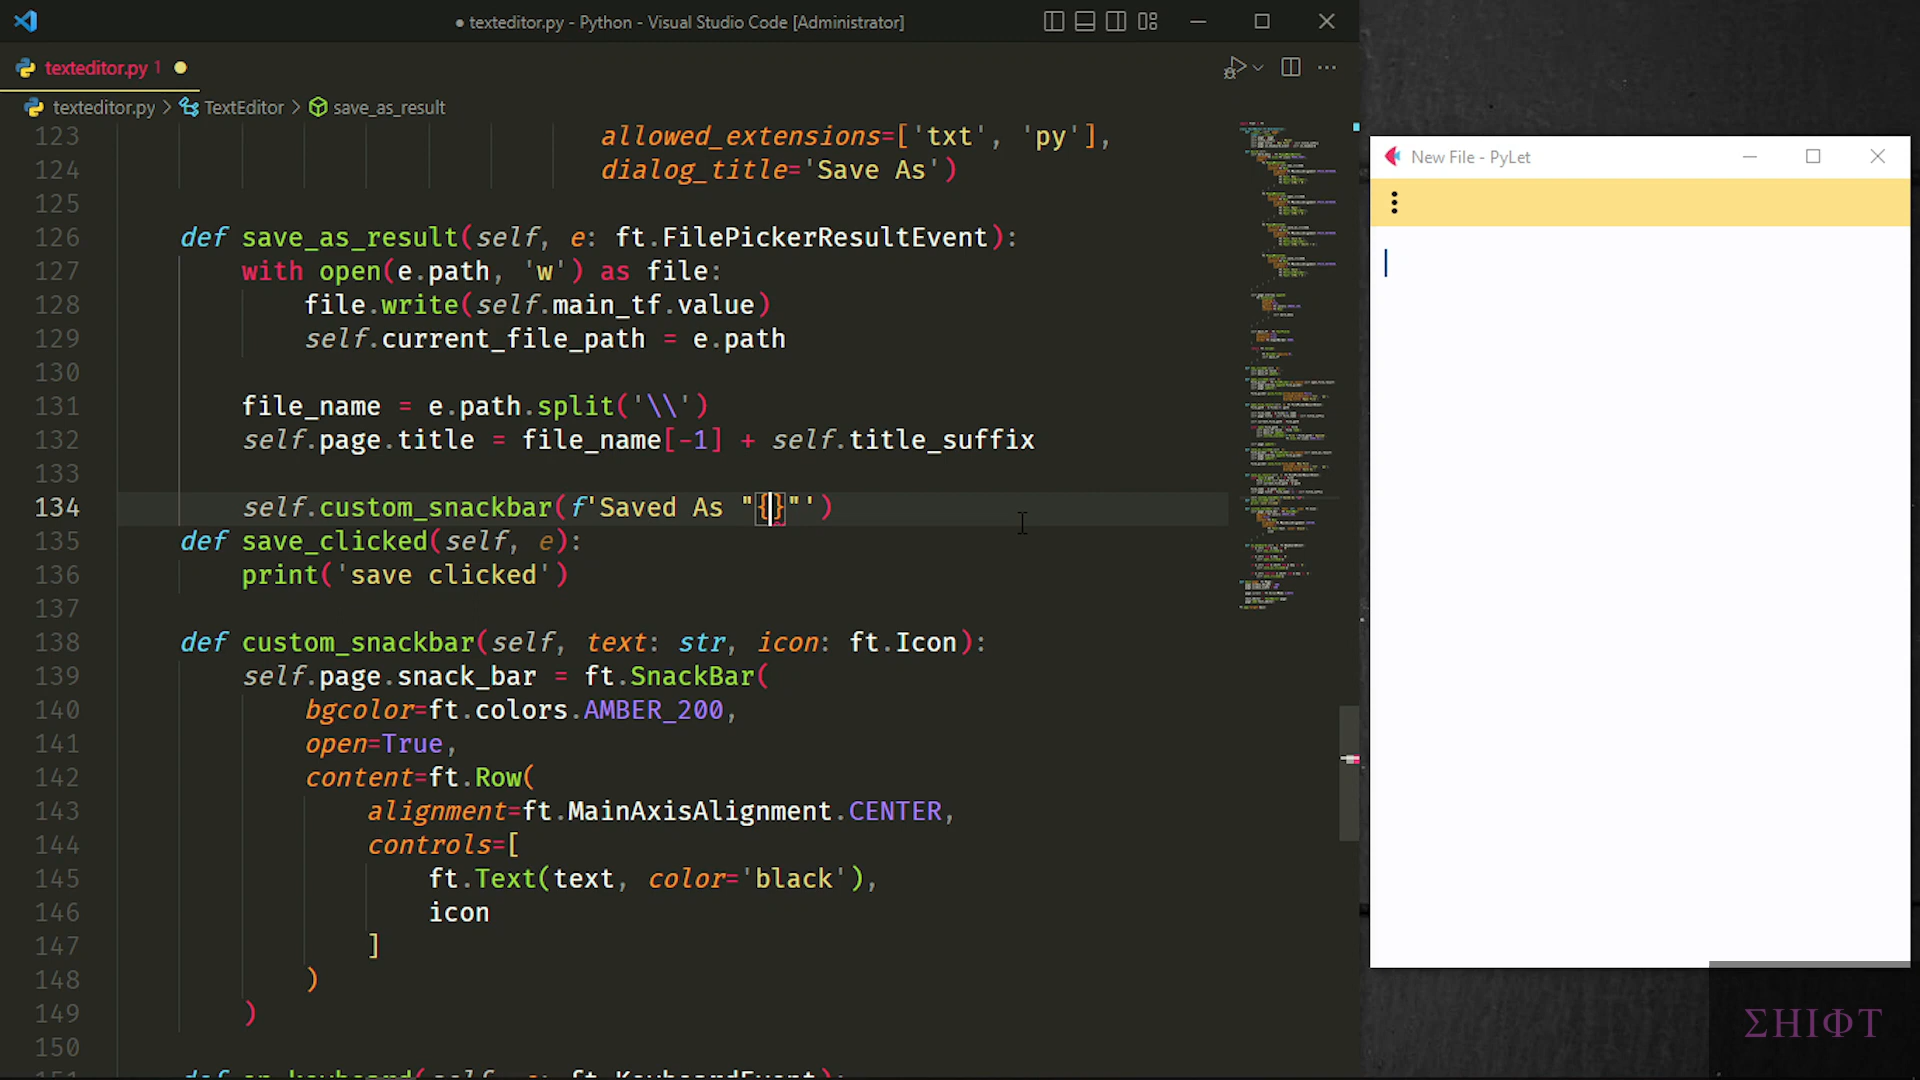 ● texteditor.py - Python - Visual Studio Code [Administrator]
texteditor.py 1
texteditor.py > TextEditor > save_as_result
123 allowed_extensions=['txt', 'py'],
124 dialog_title='Save As')
125
126 def save_as_result(self, e: ft.FilePickerResultEvent):
127 with open(e.path, 'w') as file:
128 file.write(self.main_tf.value)
129 self.current_file_path = e.path
130
131 file_name = e.path.split('\\')
132 self.page.title = file_name[-1] + self.title_suffix
133
134 self.custom_snackbar(f'Saved As "{}"')
135 def save_clicked(self, e):
136 print('save clicked')
137
138 def custom_snackbar(self, text: str, icon: ft.Icon):
139 self.page.snack_bar = ft.SnackBar(
140 bgcolor=ft.colors.AMBER_200,
141 open=True,
142 content=ft.Row(
143 alignment=ft.MainAxisAlignment.CENTER,
144 controls=[
145 ft.Text(text, color='black'),
146 icon
147 ]
148 )
149 )
150
New File - PyLet
ΣHIΦT